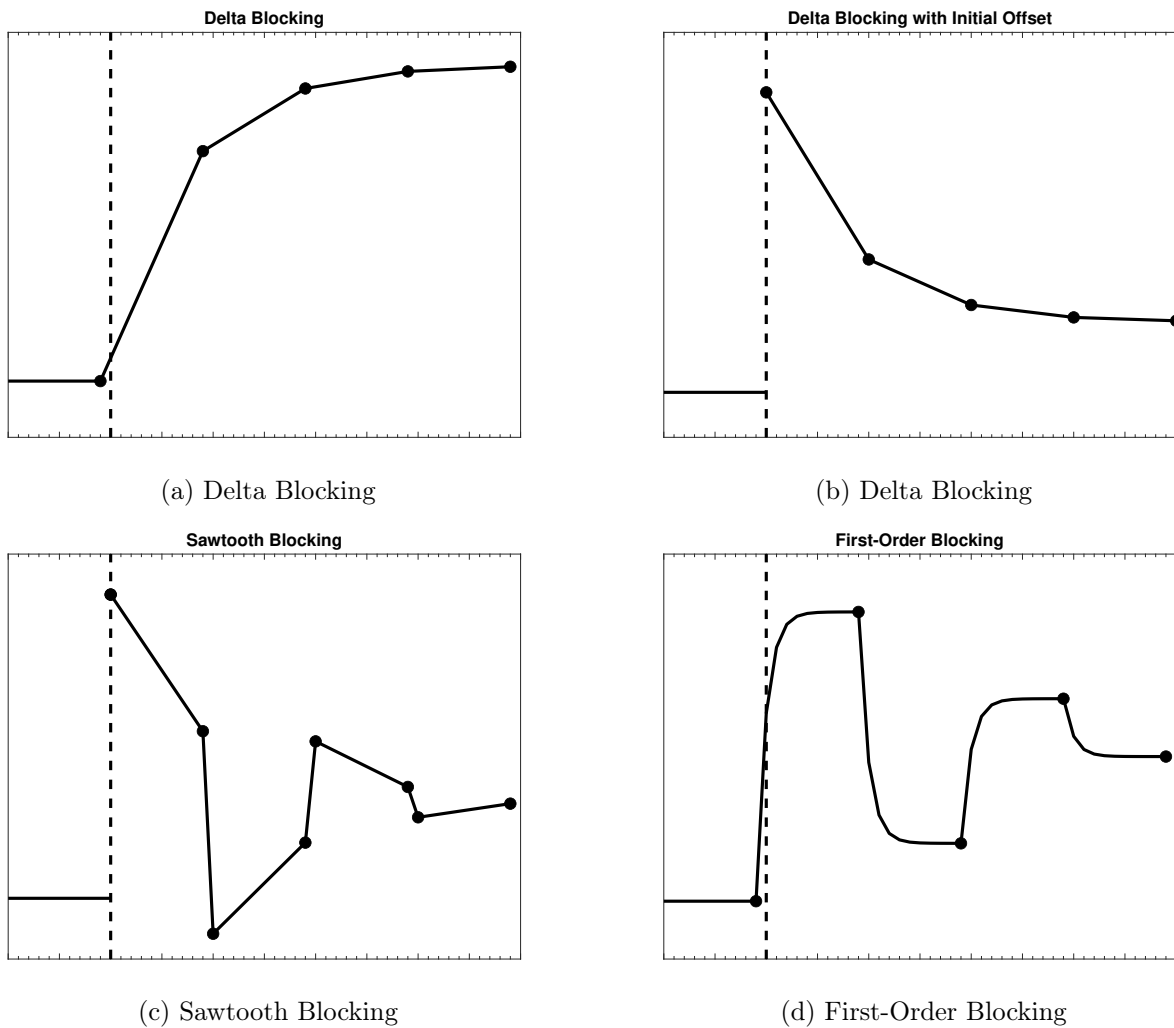 Delta Blocking
Delta Blocking with Initial Offset
(a) Delta Blocking
(b) Delta Blocking
Sawtooth Blocking
First-Order Blocking
(c) Sawtooth Blocking
(d) First-Order Blocking